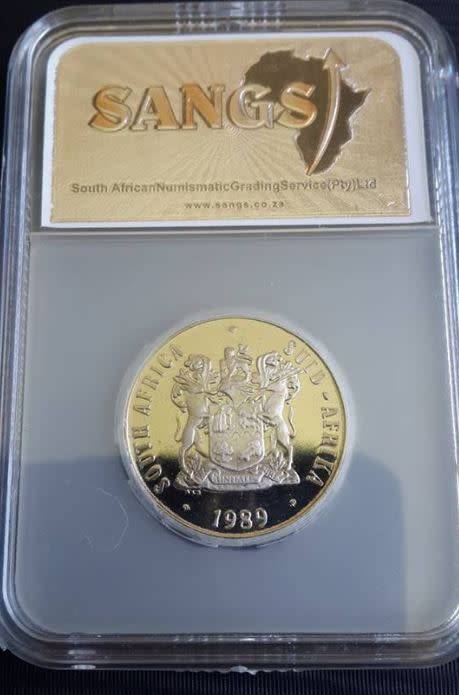 SANGS
South AfricanNumismaticGradingService(Pty)Ltd
www.sangs.co.za
SOUTH AFRICA SUID-AFRIKA
1989